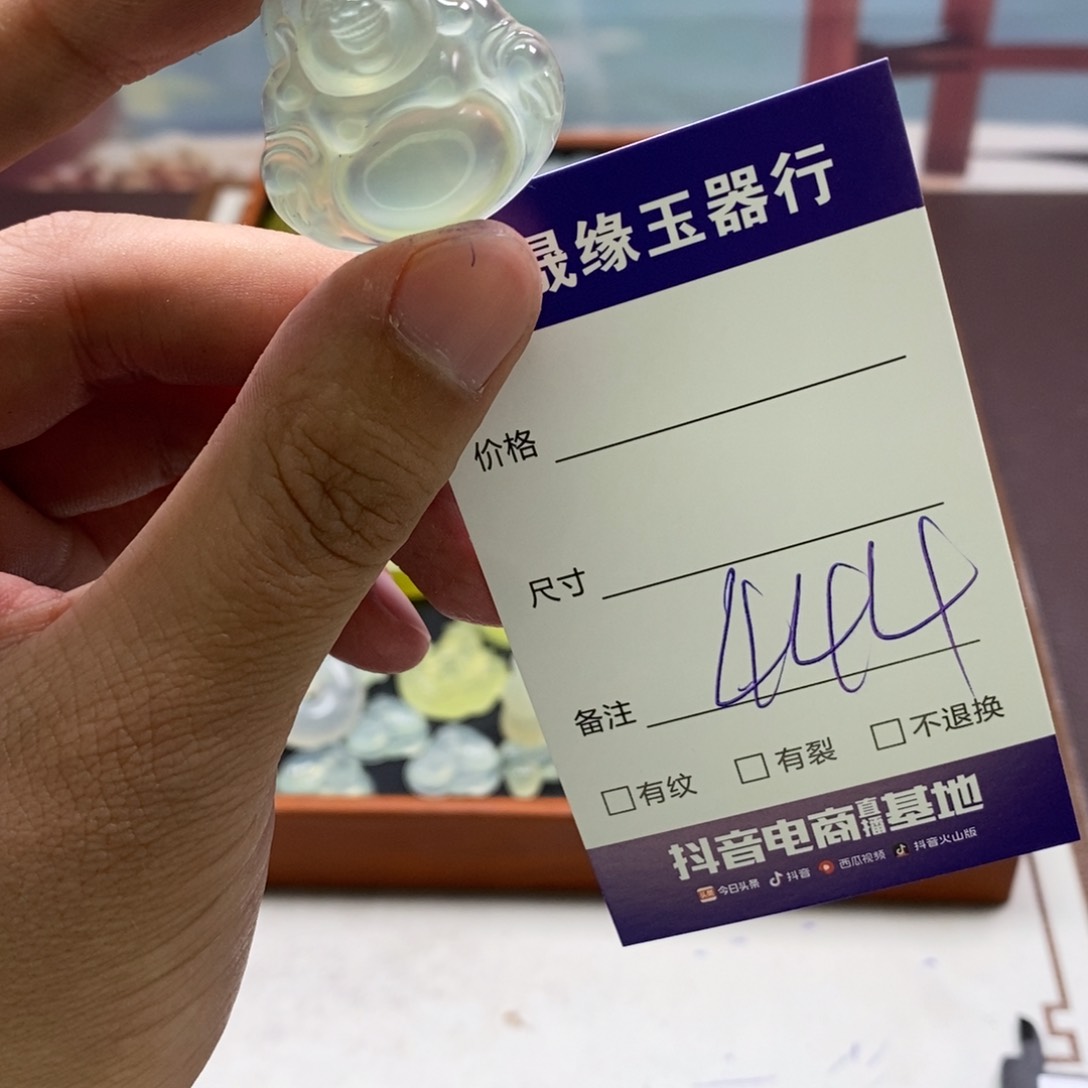 晟缘玉器行
价格
尺寸
备注
□有纹 □有裂 □不退换
抖音电商直播基地
今日头条 抖音 西瓜视频 抖音火山版